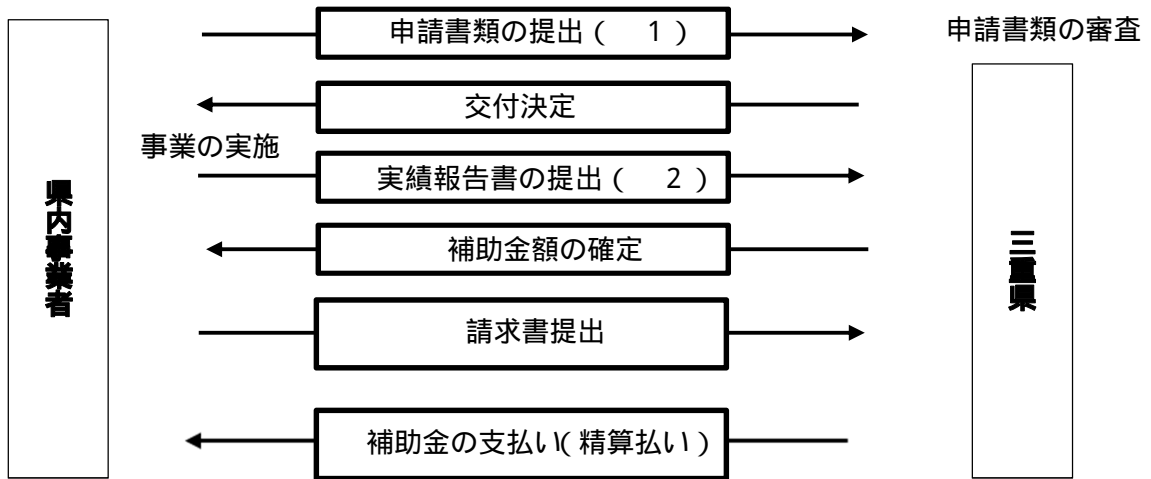 申請書類の提出(　1)
申請書類の審査
交付決定
事業の実施
実績報告書の提出(　2)
補助金額の確定
請求書提出
補助金の支払い(精算払い)
県内事業者
三重県